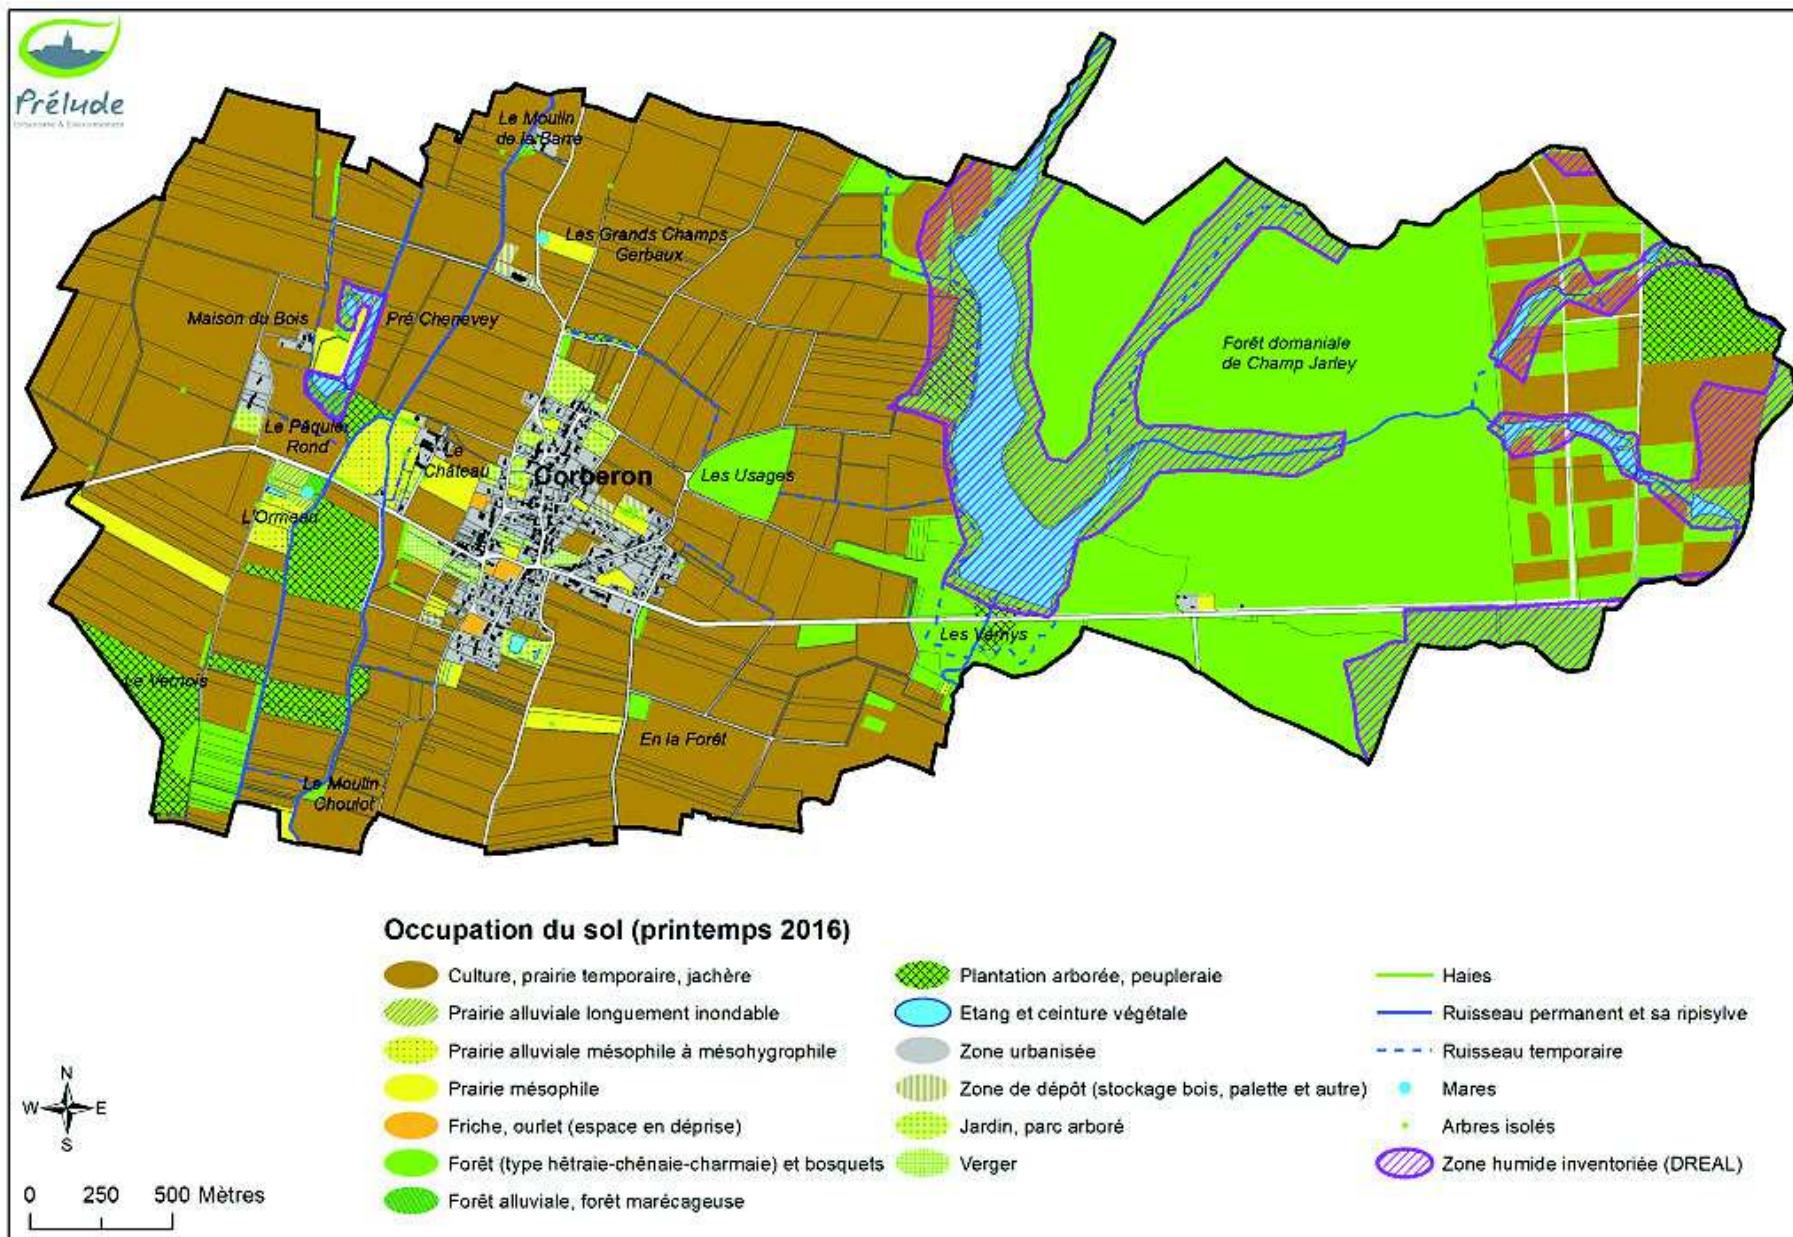 Prélude
Urbanisme & Environnement
Le Moulin
de la Barre
Les Grands Champs
Gerbaux
Maison du Bois
Pré Chenevey
Forêt domaniale
de Champ Jarley
Le Pâquier
Rond
Le
Château
Corberon
Les Usages
L'Ormeau
Les Vernys
Le Vernois
En la Forêt
Le Moulin
Choulot
Occupation du sol (printemps 2016)
Culture, prairie temporaire, jachère
Prairie alluviale longuement inondable
Prairie alluviale mésophile à mésohygrophile
Prairie mésophile
Friche, ourlet (espace en déprise)
Forêt (type hêtraie-chênaie-charmaie) et bosquets
Forêt alluviale, forêt marécageuse
Plantation arborée, peupleraie
Etang et ceinture végétale
Zone urbanisée
Zone de dépôt (stockage bois, palette et autre)
Jardin, parc arboré
Verger
Haies
Ruisseau permanent et sa ripisylve
Ruisseau temporaire
Mares
Arbres isolés
Zone humide inventoriée (DREAL)
N
W E
S
0 250 500 Mètres